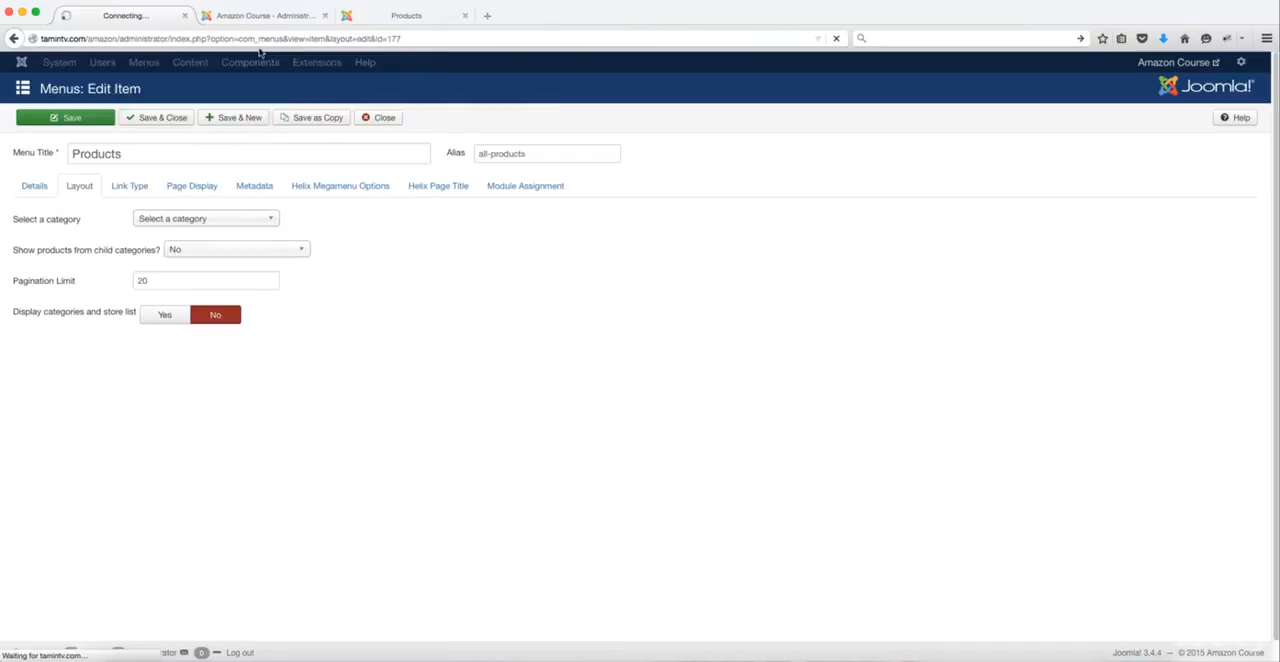 Connecting...
Amazon Course - Administr...
Products
tamintv.com/amazon/administrator/index.php?option=com_menus&view=item&layout=edit&id=177
System Users Menus Content Components Extensions Help
Amazon Course
Menus: Edit Item
Joomla!
Save
Save & Close
Save & New
Save as Copy
Close
Help
Menu Title * Products
Alias all-products
Details Layout Link Type Page Display Metadata Helix Megamenu Options Helix Page Title Module Assignment
Select a category Select a category
Show products from child categories? No
Pagination Limit 20
Display categories and store list Yes No
Waiting for tamintv.com...
rator 0 Log out
Joomla! 3.4.4 — © 2015 Amazon Course